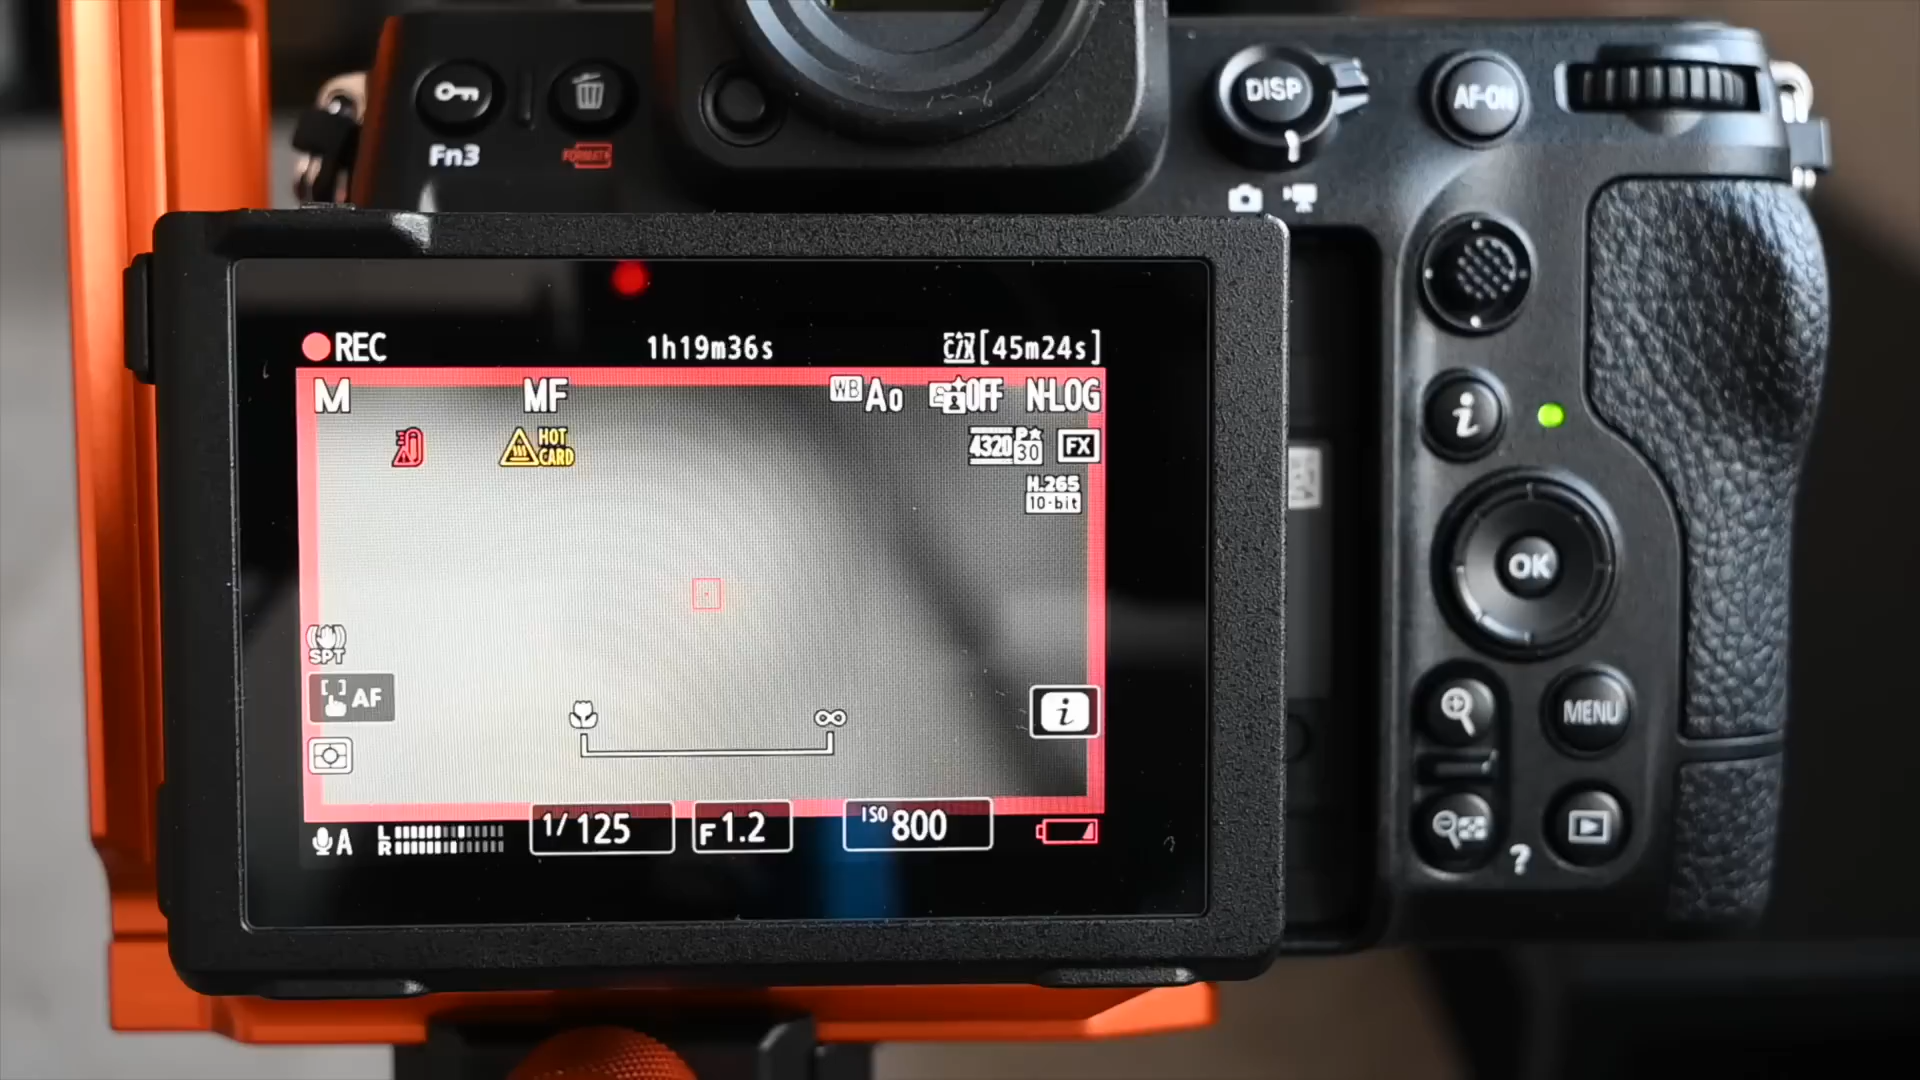 DISP
AF-ON
Fn3
FORMAT
REC 1h19m36s [45m24s]
M MF WB A0 OFF N-LOG
HOT
CARD
4320 P★
30
FX
H.265
10-bit
SPT
AF
i
i
OK
MENU
A L
R
1/125 F1.2 ISO 800
?